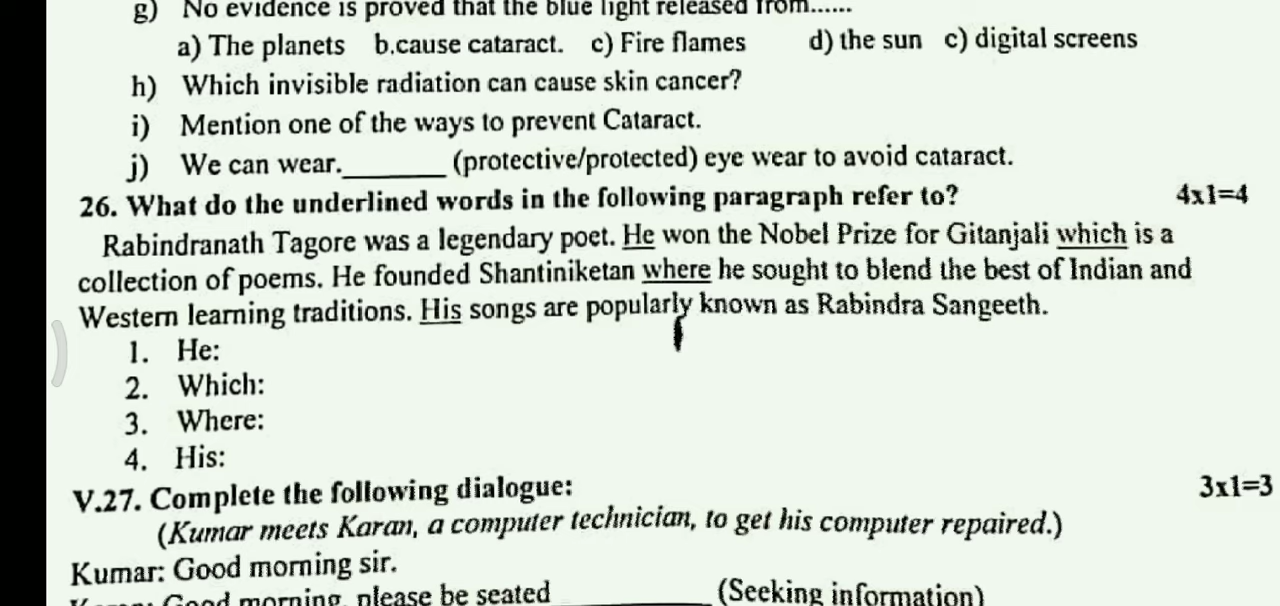 g) No evidence is proved that the blue light released from......
a) The planets b.cause cataract. c) Fire flames d) the sun c) digital screens
h) Which invisible radiation can cause skin cancer?
i) Mention one of the ways to prevent Cataract.
j) We can wear.______ (protective/protected) eye wear to avoid cataract.
26. What do the underlined words in the following paragraph refer to? 4x1=4
Rabindranath Tagore was a legendary poet. He won the Nobel Prize for Gitanjali which is a
collection of poems. He founded Shantiniketan where he sought to blend the best of Indian and
Western learning traditions. His songs are popularly known as Rabindra Sangeeth.
1. He:
2. Which:
3. Where:
4. His:
V.27. Complete the following dialogue: 3x1=3
(Kumar meets Karan, a computer technician, to get his computer repaired.)
Kumar: Good morning sir.
Good morning, please be seated __________ (Seeking information)